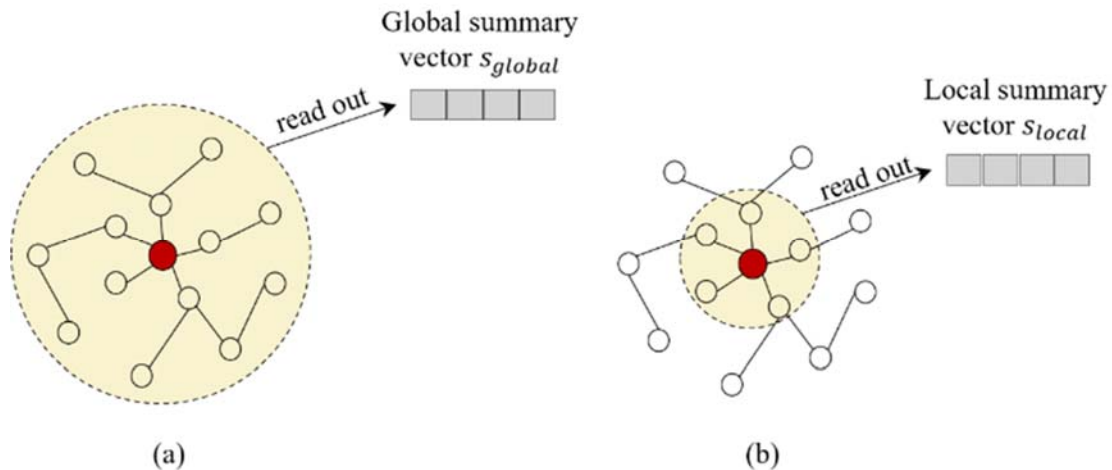 Global summary
vector s_global
read out
Local summary
vector s_local
read out
(a)
(b)